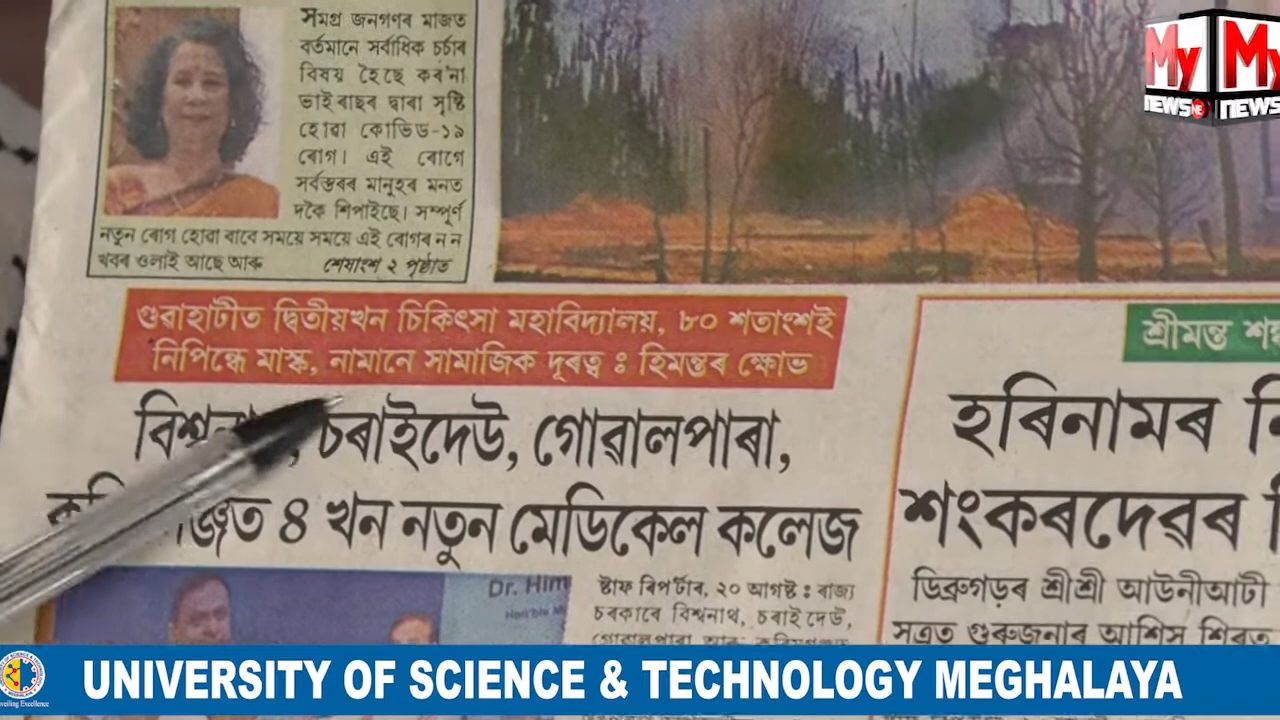 সমগ্ৰ জনগণৰ মাজত
বৰ্তমানে সৰ্বাধিক চৰ্চাৰ
বিষয় হৈছে কৰ'না
ভাইৰাছৰ দ্বাৰা সৃষ্টি
হোৱা কোভিড-১৯
ৰোগ। এই ৰোগে
সৰ্বস্তৰৰ মানুহৰ মনত
দকৈ শিপাইছে। সম্পূৰ্ণ
নতুন ৰোগ হোৱা বাবে সময়ে সময়ে এই ৰোগৰ ন ন
খবৰ ওলাই আছে আৰু
শেষাংশ ২ পৃষ্ঠাত
My My
NEWS NE NEWS
গুৱাহাটীত দ্বিতীয়খন চিকিৎসা মহাবিদ্যালয়, ৮০ শতাংশই
নিপিন্ধে মাস্ক, নামানে সামাজিক দূৰত্ব : হিমন্তৰ ক্ষোভ
চৰাইদেউ, গোৱালপাৰা,
৪ খন নতুন মেডিকেল কলেজ
Dr. Him
ষ্টাফ ৰিপৰ্টাৰ, ২০ আগষ্ট : ৰাজ্য
চৰকাৰে বিশ্বনাথ, চৰাইদেউ,
শ্ৰীমন্ত
হৰিনামৰ
শংকৰদেৱৰ
ডিব্ৰুগড়ৰ শ্ৰীশ্ৰী আউনীআটী
সত্ৰত গুৰুজনাৰ আশিস শিৰত
UNIVERSITY OF SCIENCE & TECHNOLOGY MEGHALAYA